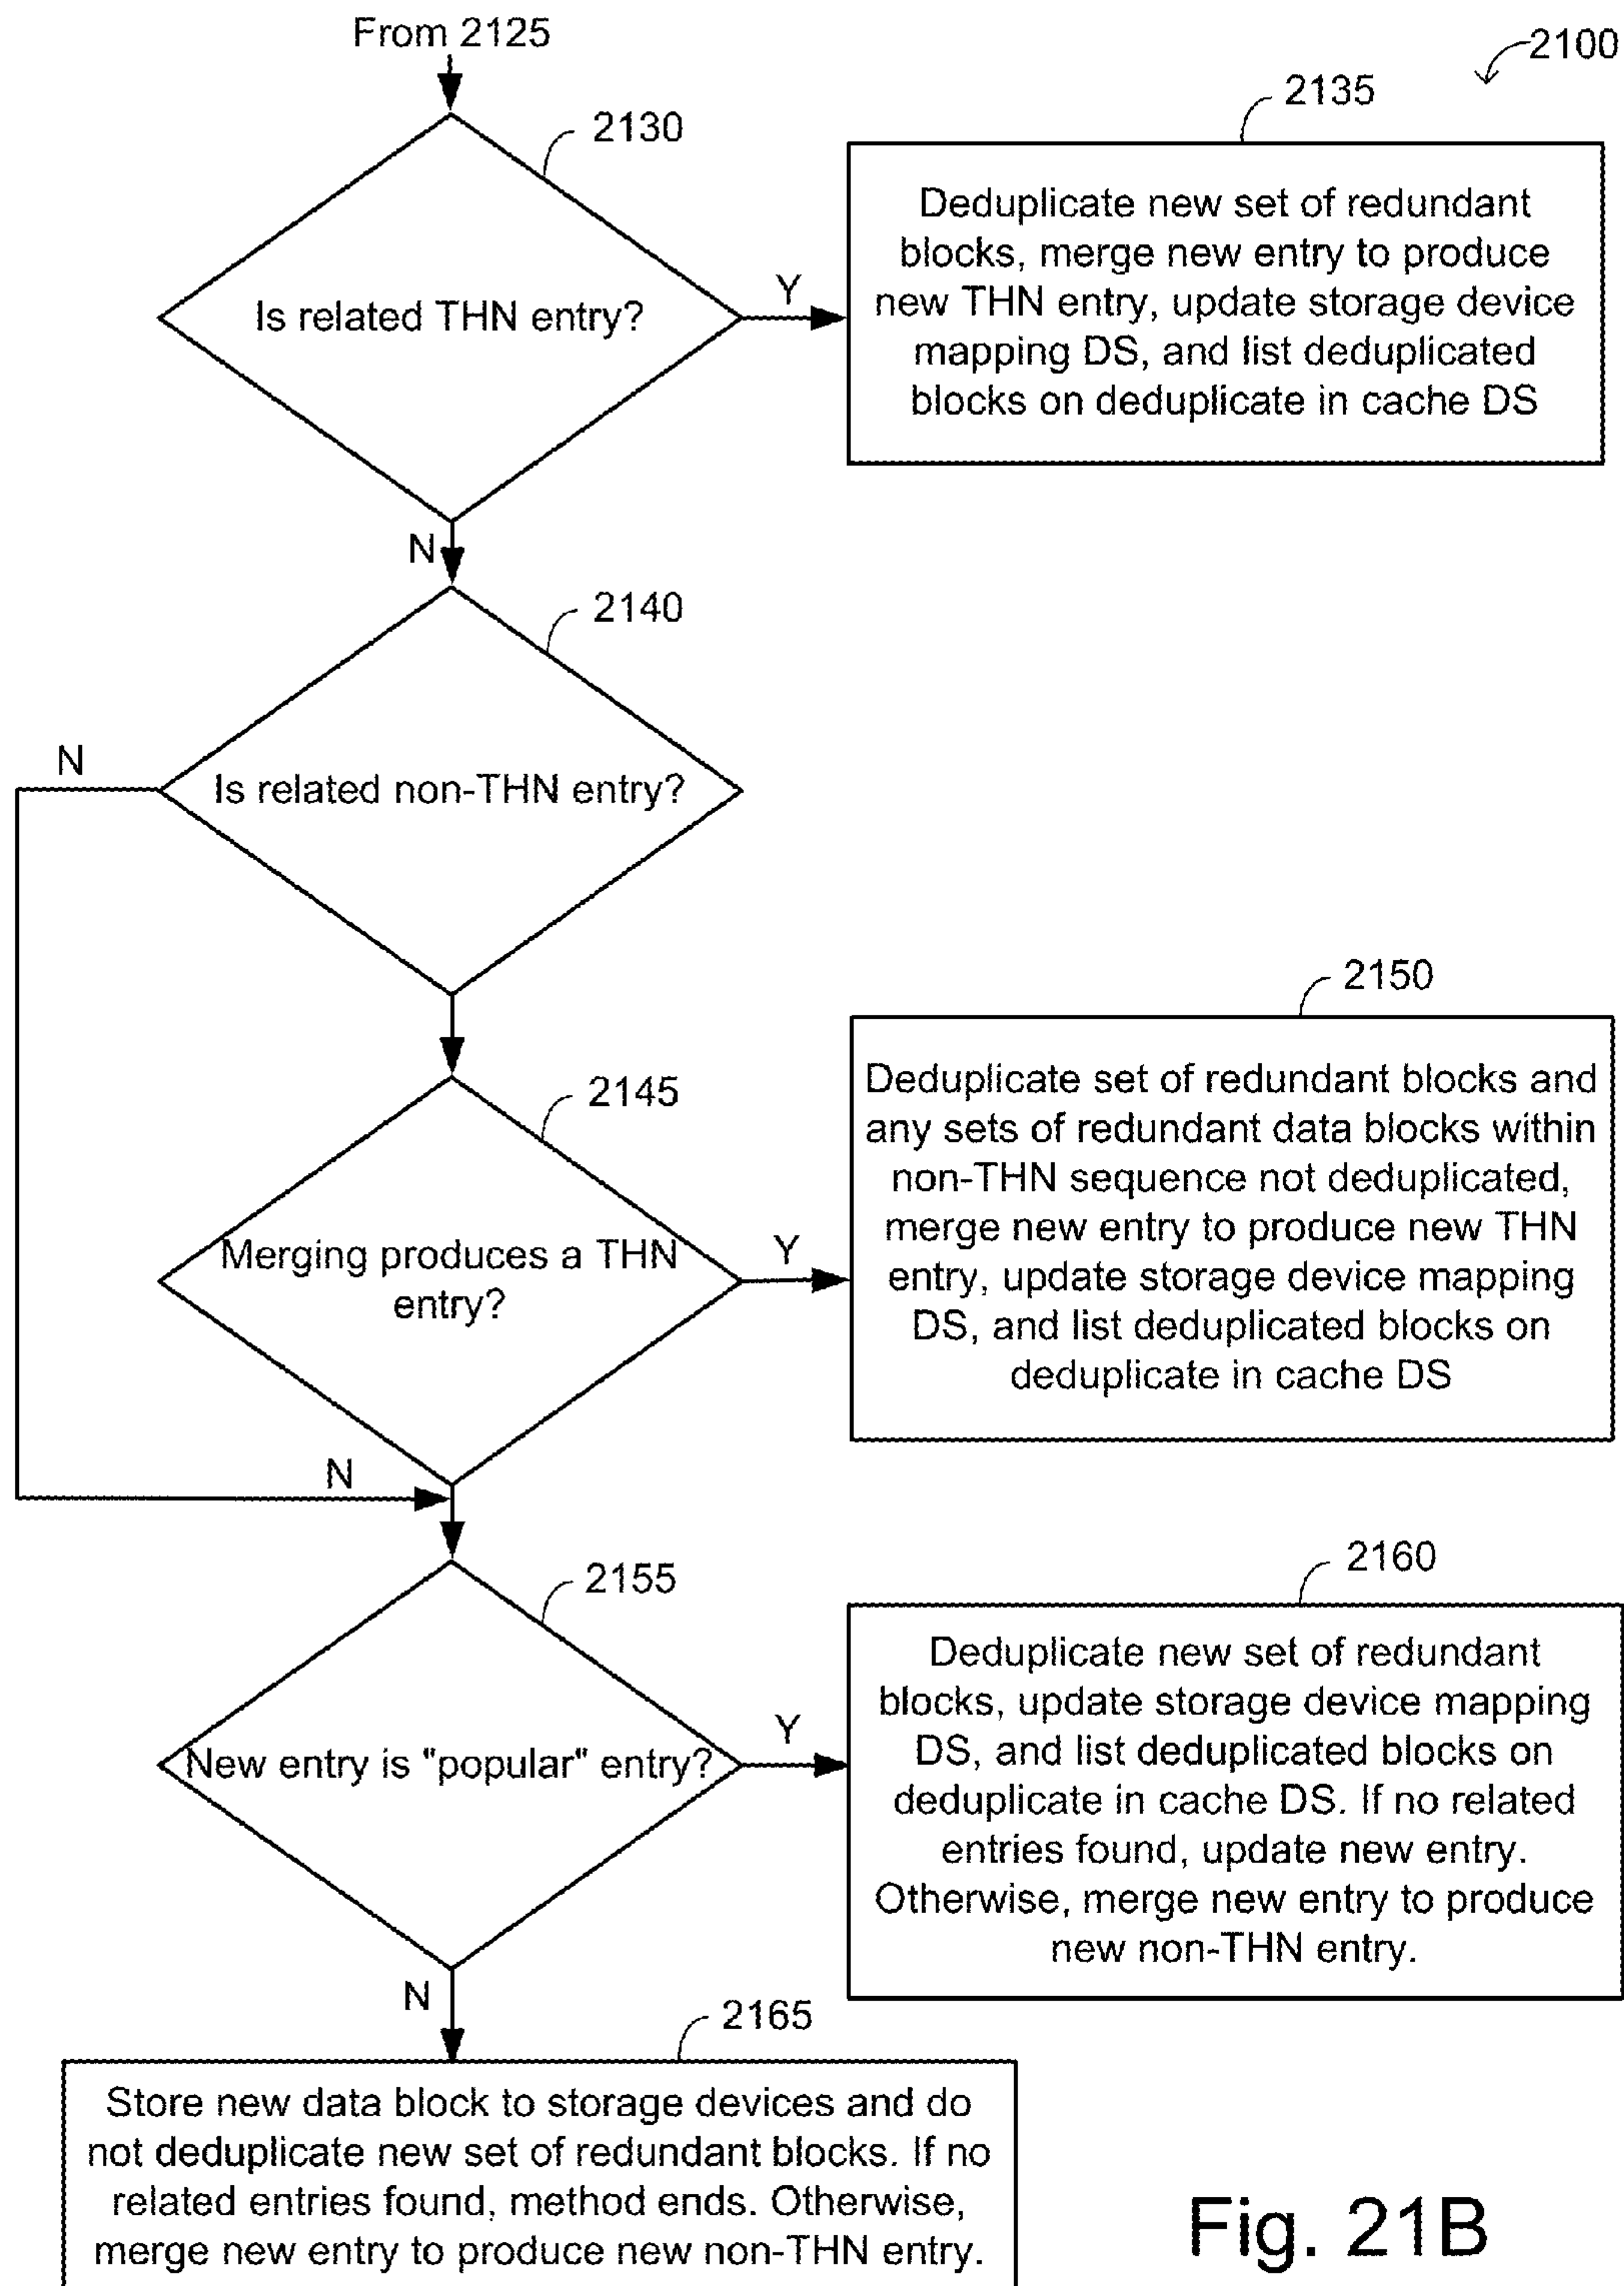 From 2125
2100
2130
2135
Is related THN entry?
Y
Deduplicate new set of redundant
blocks, merge new entry to produce
new THN entry, update storage device
mapping DS, and list deduplicated
blocks on deduplicate in cache DS
N
2140
N
Is related non-THN entry?
2145
2150
Merging produces a THN
entry?
Y
Deduplicate set of redundant blocks and
any sets of redundant data blocks within
non-THN sequence not deduplicated,
merge new entry to produce new THN
entry, update storage device mapping
DS, and list deduplicated blocks on
deduplicate in cache DS
N
2155
2160
New entry is "popular" entry?
Y
Deduplicate new set of redundant
blocks, update storage device mapping
DS, and list deduplicated blocks on
deduplicate in cache DS. If no related
entries found, update new entry.
Otherwise, merge new entry to produce
new non-THN entry.
N
2165
Store new data block to storage devices and do
not deduplicate new set of redundant blocks. If no
related entries found, method ends. Otherwise,
merge new entry to produce new non-THN entry.
Fig. 21B